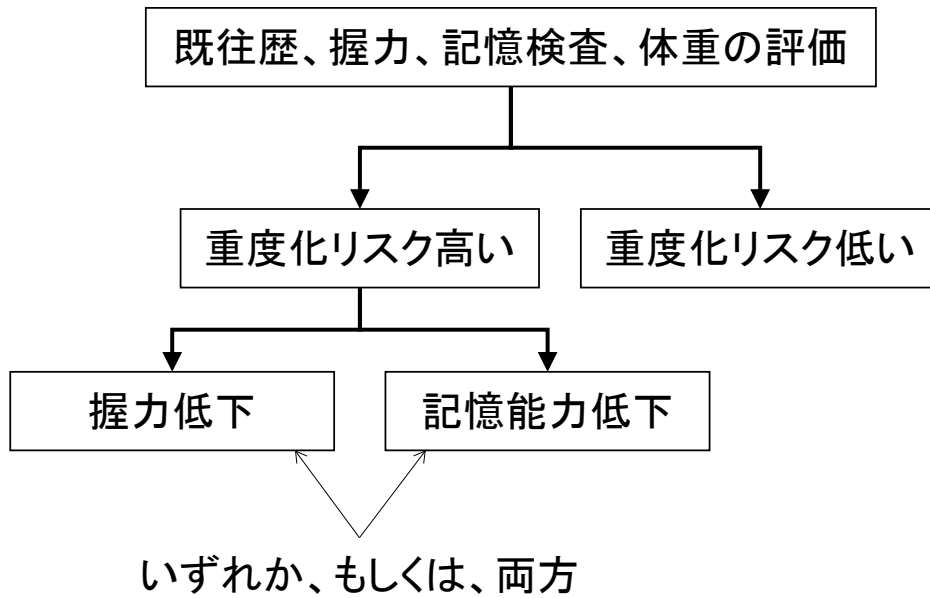 既往歴、握力、記憶検査、体重の評価
重度化リスク高い
重度化リスク低い
握力低下
記憶能力低下
いずれか、もしくは、両方